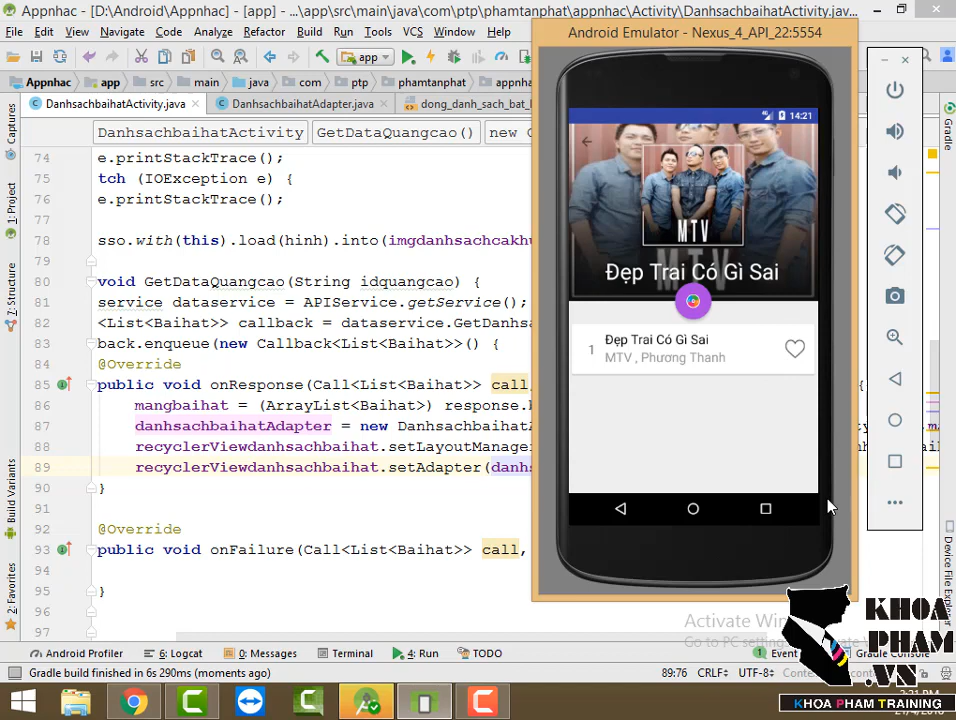 Appnhac - [D:\Android\Appnhac] - [app] - ...\app\src\main\java\com\ptp\phamtanphat\appnhac\Activity\DanhsachbaihatActivity.jav...
Android Emulator - Nexus_4_API_22:5554
File Edit View Navigate Code Analyze Refactor Build Run Tools VCS Window Help
app
Appnhac app src main java com ptp phamtanphat appnha
DanhsachbaihatActivity.java DanhsachbaihatAdapter.java dong_danh_sach_bat_
DanhsachbaihatActivity GetDataQuangcao() new C
74 e.printStackTrace();
75 tch (IOException e) {
76 e.printStackTrace();
77
78 sso.with(this).load(hinh).into(imgdanhsachcakh
79
80 void GetDataQuangcao(String idquangcao) {
81 service dataservice = APIService.getService();
82 <List<Baihat> callback = dataservice.GetDanhs
83 back.enqueue(new Callback<List<Baihat>>() {
84 @Override
85 public void onResponse(Call<List<Baihat>> call,
86 mangbaihat = (ArrayList<Baihat>) response.b
87 danhsachbaihatAdapter = new Danhsachbaihat
88 recyclerViewdanhsachbaihat.setLayoutManage
89 recyclerViewdanhsachbaihat.setAdapter(danhs
90 }
91
92 @Override
93 public void onFailure(Call<List<Baihat>> call,
94
95 }
96
97
1: Project
7: Structure
Build Variants
2: Favorites
Gradle
Device File Explorer
14:21
MTV
MTV
Đẹp Trai Có Gì Sai
1 Đẹp Trai Có Gì Sai
MTV , Phương Thanh
Activate Win
Go to PC setting
Android Profiler 6: Logcat 0: Messages Terminal 4: Run TODO Event Gradle Console
Gradle build finished in 6s 290ms (moments ago) 89:76 CRLF÷ UTF-8÷
KHOA
PHAM
.VN
KHOA PHAM TRAINING